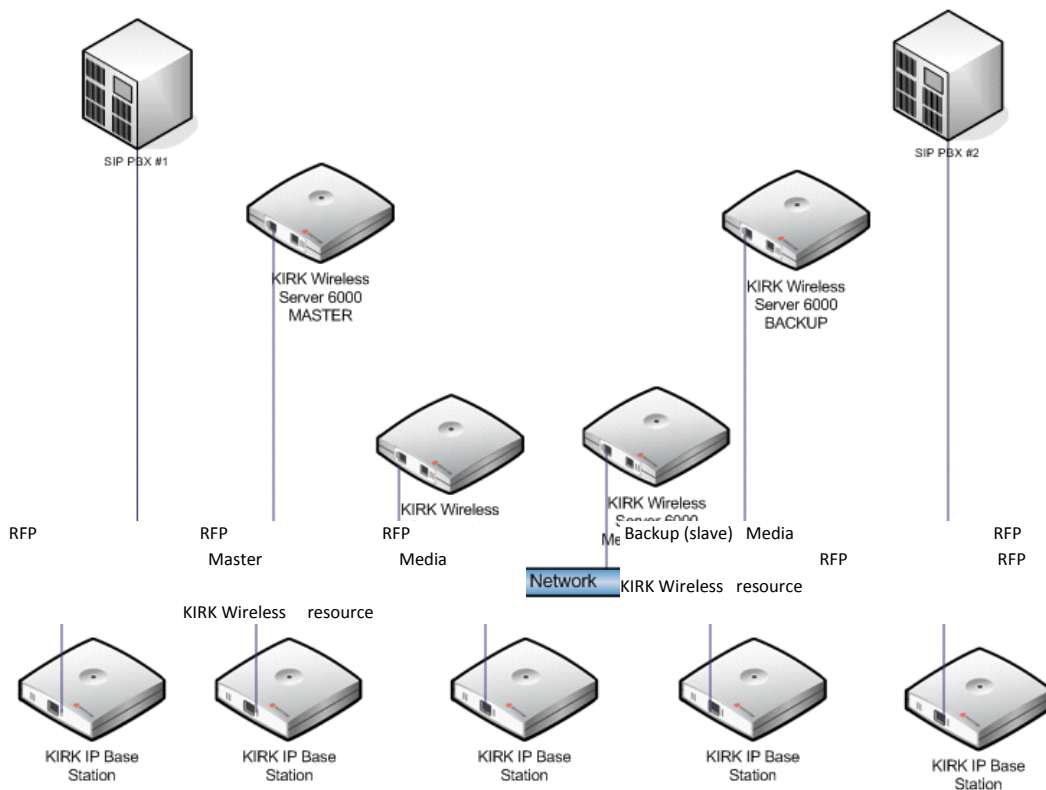 SIP PBX #1
SIP PBX #2
KIRK Wireless
Server 6000
MASTER
KIRK Wireless
Server 6000
BACKUP
KIRK Wireless
KIRK Wireless
Server 6000
RFP RFP RFP Me Backup (slave) Media RFP
Master Media RFP RFP
Network KIRK Wireless resource
KIRK Wireless resource
KIRK IP Base
Station
KIRK IP Base
Station
KIRK IP Base
Station
KIRK IP Base
Station
KIRK IP Base
Station